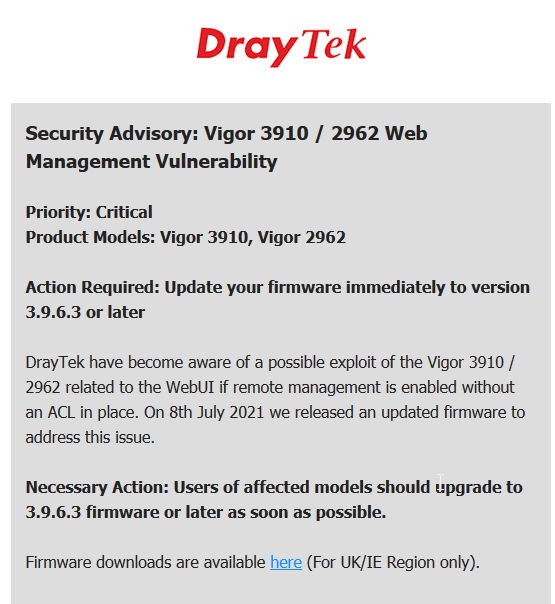 DrayTek
Security Advisory: Vigor 3910 / 2962 Web
Management Vulnerability
Priority: Critical
Product Models: Vigor 3910, Vigor 2962
Action Required: Update your firmware immediately to version
3.9.6.3 or later
DrayTek have become aware of a possible exploit of the Vigor 3910 /
2962 related to the WebUI if remote management is enabled without
an ACL in place. On 8th July 2021 we released an updated firmware to
address this issue.
Necessary Action: Users of affected models should upgrade to
3.9.6.3 firmware or later as soon as possible.
Firmware downloads are available here (For UK/IE Region only).